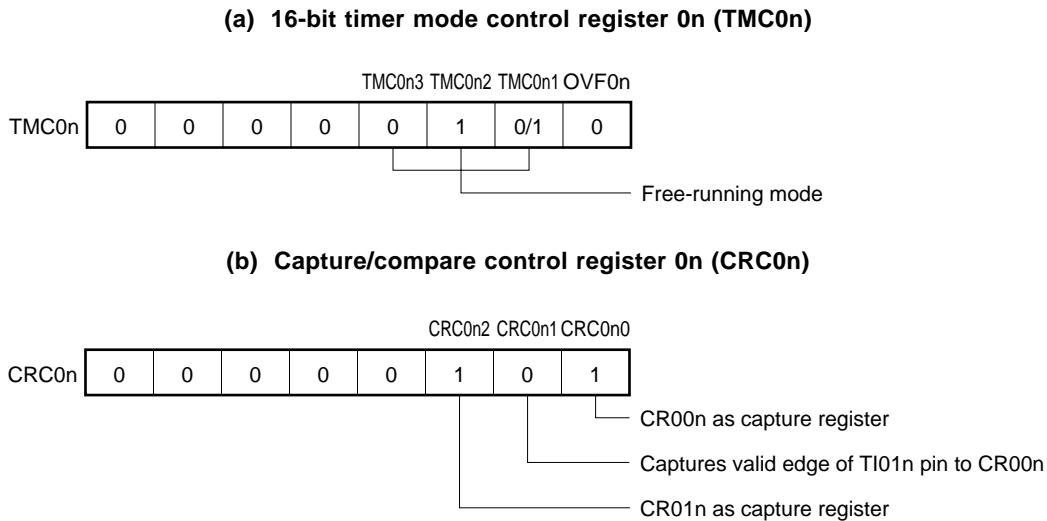 (a) 16-bit timer mode control register 0n (TMC0n)
TMC0n3 TMC0n2 TMC0n1 OVF0n
TMC0n 0 0 0 0 0 1 0/1 0
Free-running mode
(b) Capture/compare control register 0n (CRC0n)
CRC0n2 CRC0n1 CRC0n0
CRC0n 0 0 0 0 0 1 0 1
CR00n as capture register
Captures valid edge of TI01n pin to CR00n
CR01n as capture register